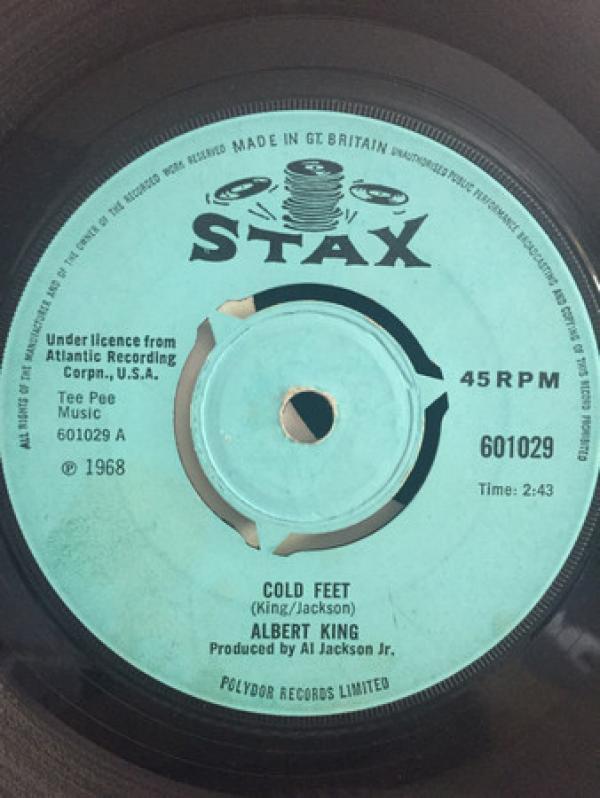 ALL RIGHTS OF THE MANUFACTURER AND OF THE OWNER OF THE RECORDED WORK RESERVED MADE IN GT. BRITAIN UNAUTHORISED PUBLIC PERFORMANCE BROADCASTING AND COPYING OF THIS RECORD PROHIBITED
STAX
Under licence from
Atlantic Recording
Corpn., U.S.A.
Tee Pee
Music
601029 A
℗ 1968
45 RPM
601029
Time: 2:43
COLD FEET
(King/Jackson)
ALBERT KING
Produced by Al Jackson Jr.
POLYDOR RECORDS LIMITED